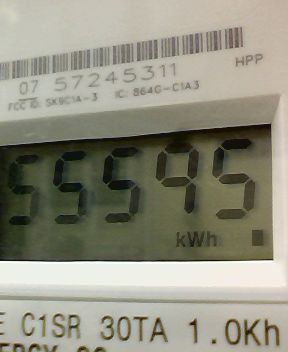 07 57245311
HPP
FCC ID: SK9C1A-3 IC: 864G-C1A3
55595
kWh
E C1SR 30TA 1.0Kh